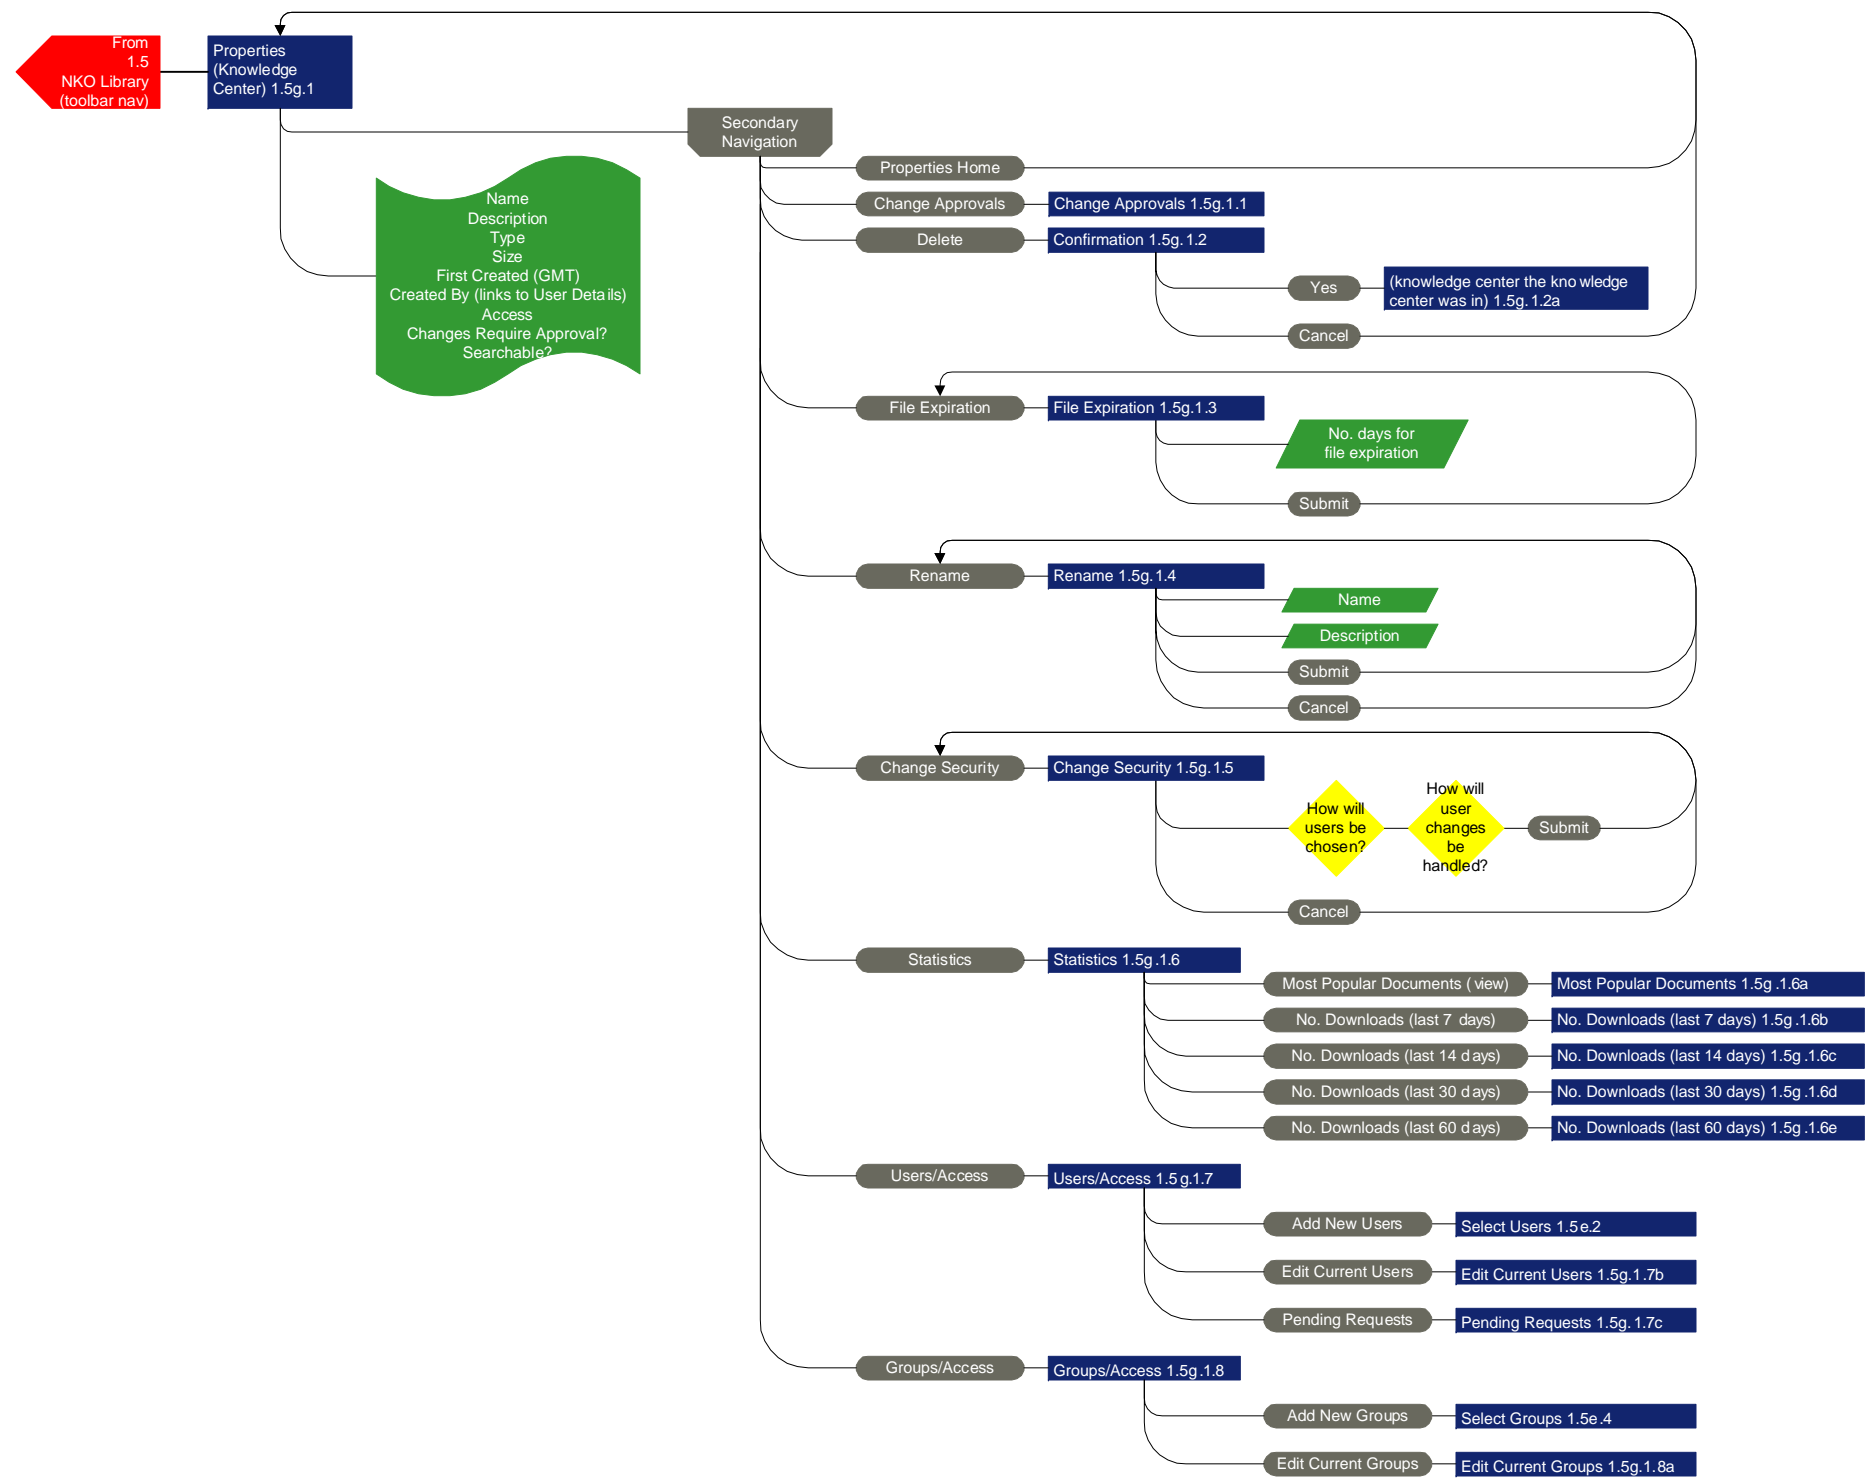 From
1.5
NKO Library
(toolbar nav)
Properties
(Knowledge
Center) 1.5g.1
Secondary
Navigation
Name
Description
Type
Size
First Created (GMT)
Created By (links to User Details)
Access
Changes Require Approval?
Searchable?
Properties Home
Change Approvals
Change Approvals 1.5g.1.1
Delete
Confirmation 1.5g.1.2
Yes
(knowledge center the knowledge
center was in) 1.5g.1.2a
Cancel
File Expiration
File Expiration 1.5g.1.3
No. days for
file expiration
Submit
Rename
Rename 1.5g.1.4
Name
Description
Submit
Cancel
Change Security
Change Security 1.5g.1.5
How will
users be
chosen?
How will
user
changes
be
handled?
Submit
Cancel
Statistics
Statistics 1.5g.1.6
Most Popular Documents (view)
Most Popular Documents 1.5g.1.6a
No. Downloads (last 7 days)
No. Downloads (last 7 days) 1.5g.1.6b
No. Downloads (last 14 days)
No. Downloads (last 14 days) 1.5g.1.6c
No. Downloads (last 30 days)
No. Downloads (last 30 days) 1.5g.1.6d
No. Downloads (last 60 days)
No. Downloads (last 60 days) 1.5g.1.6e
Users/Access
Users/Access 1.5g.1.7
Add New Users
Select Users 1.5e.2
Edit Current Users
Edit Current Users 1.5g.1.7b
Pending Requests
Pending Requests 1.5g.1.7c
Groups/Access
Groups/Access 1.5g.1.8
Add New Groups
Select Groups 1.5e.4
Edit Current Groups
Edit Current Groups 1.5g.1.8a